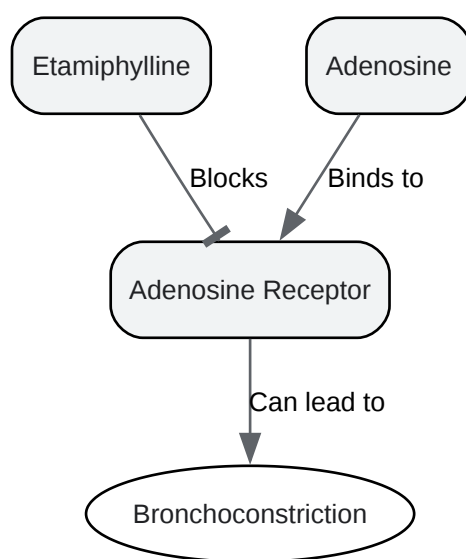 Etamiphylline
Adenosine
Blocks
Binds to
Adenosine Receptor
Can lead to
Bronchoconstriction